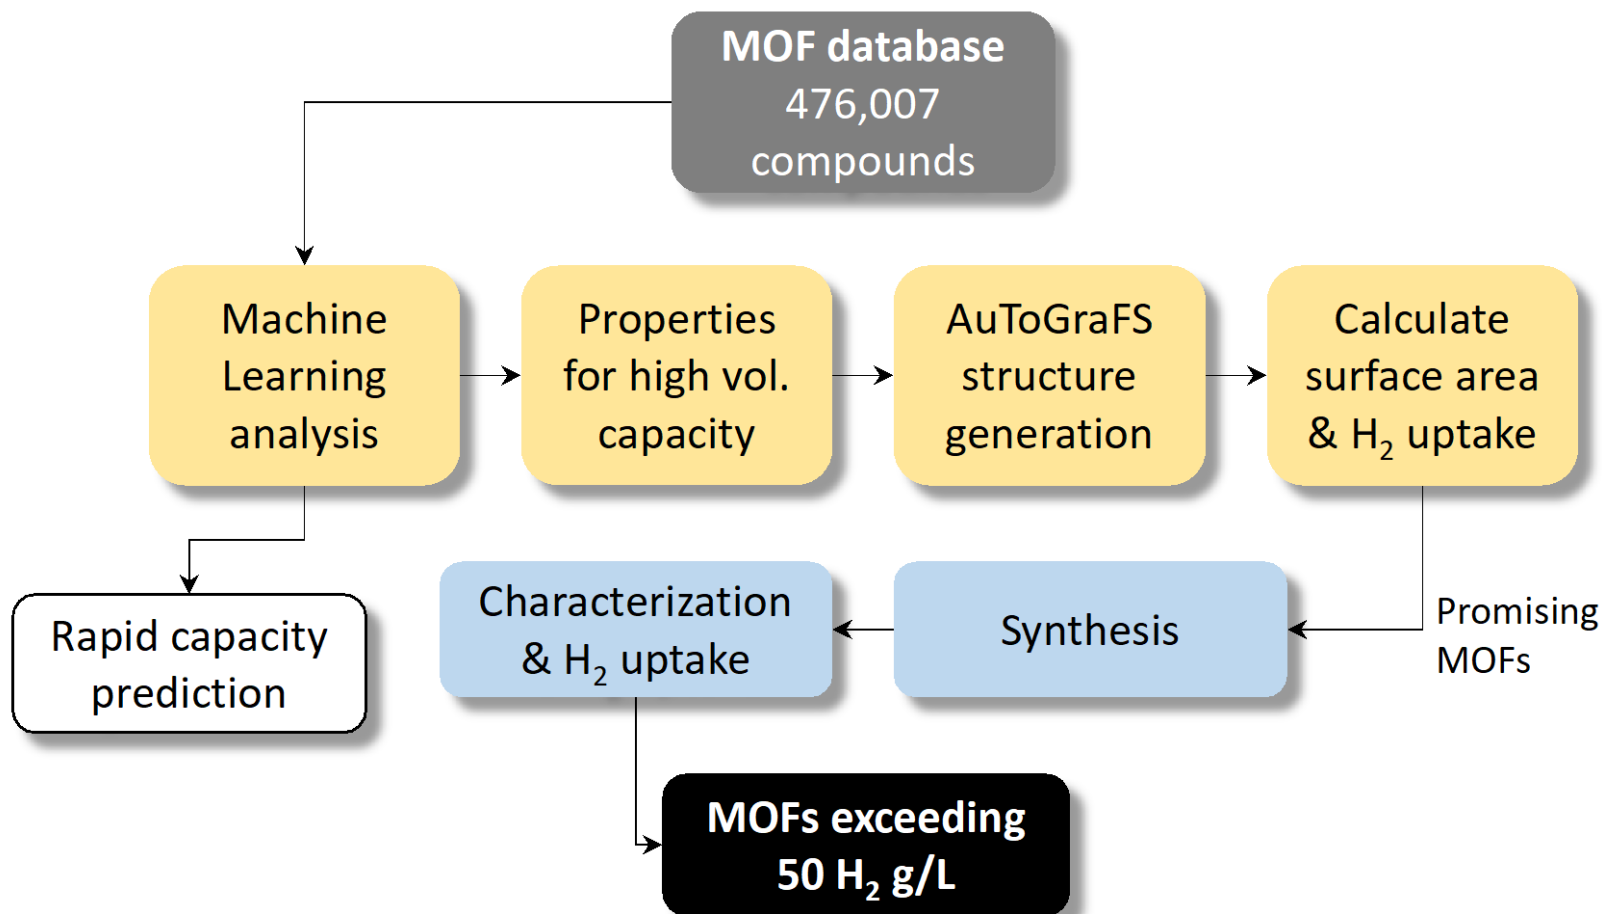 MOF database
476,007
compounds
Machine
Learning
analysis
Properties
for high vol.
capacity
AuToGraFS
structure
generation
Calculate
surface area
& H₂ uptake
Promising
MOFs
Synthesis
Characterization
& H₂ uptake
Rapid capacity
prediction
MOFs exceeding
50 H₂ g/L